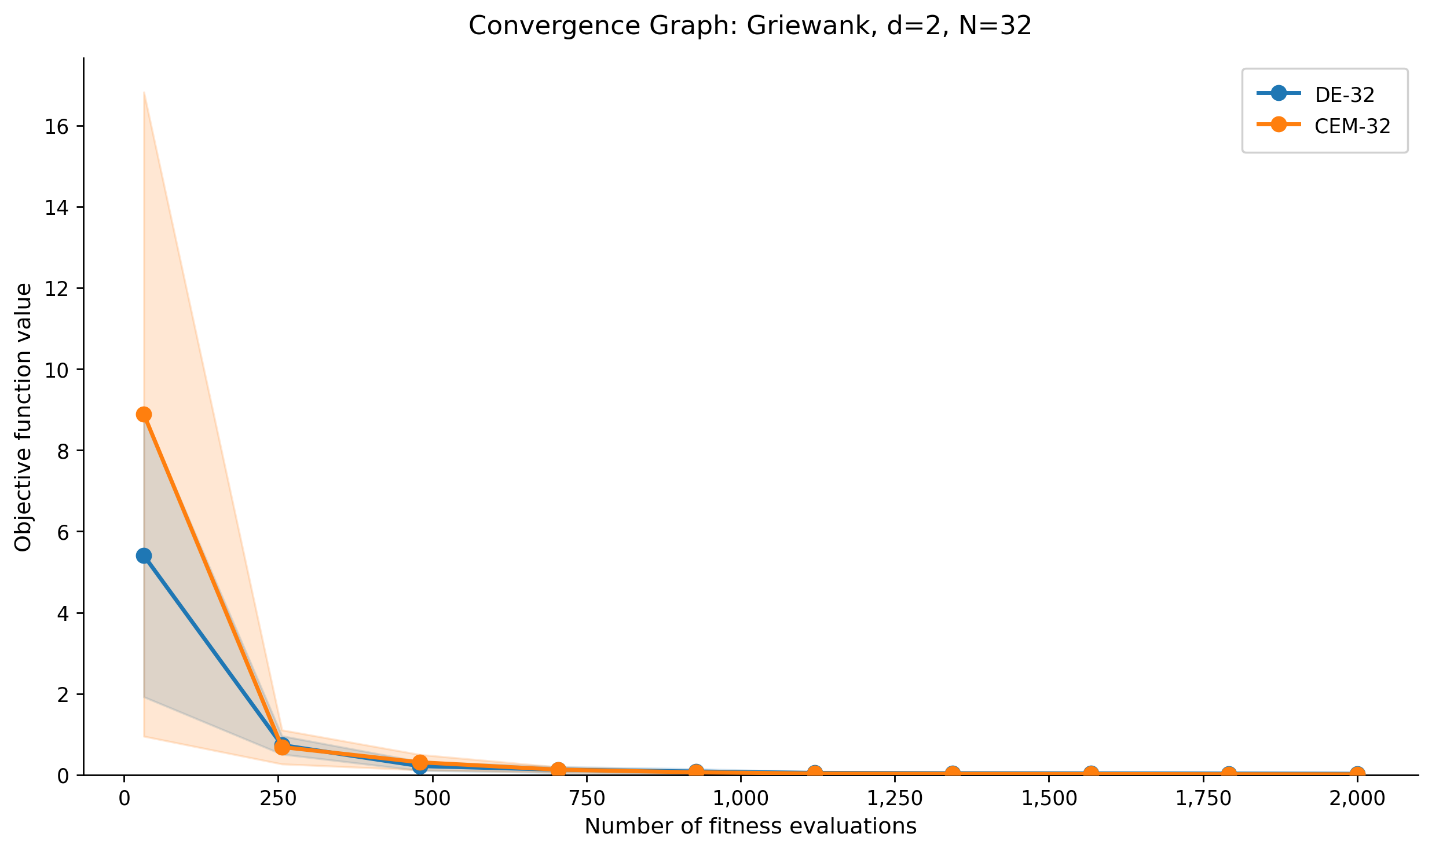 Convergence Graph: Griewank, d=2, N=32
DE-32
CEM-32
Objective function value
16
14
12
10
8
6
4
2
0
0 250 500 750 1,000 1,250 1,500 1,750 2,000
Number of fitness evaluations